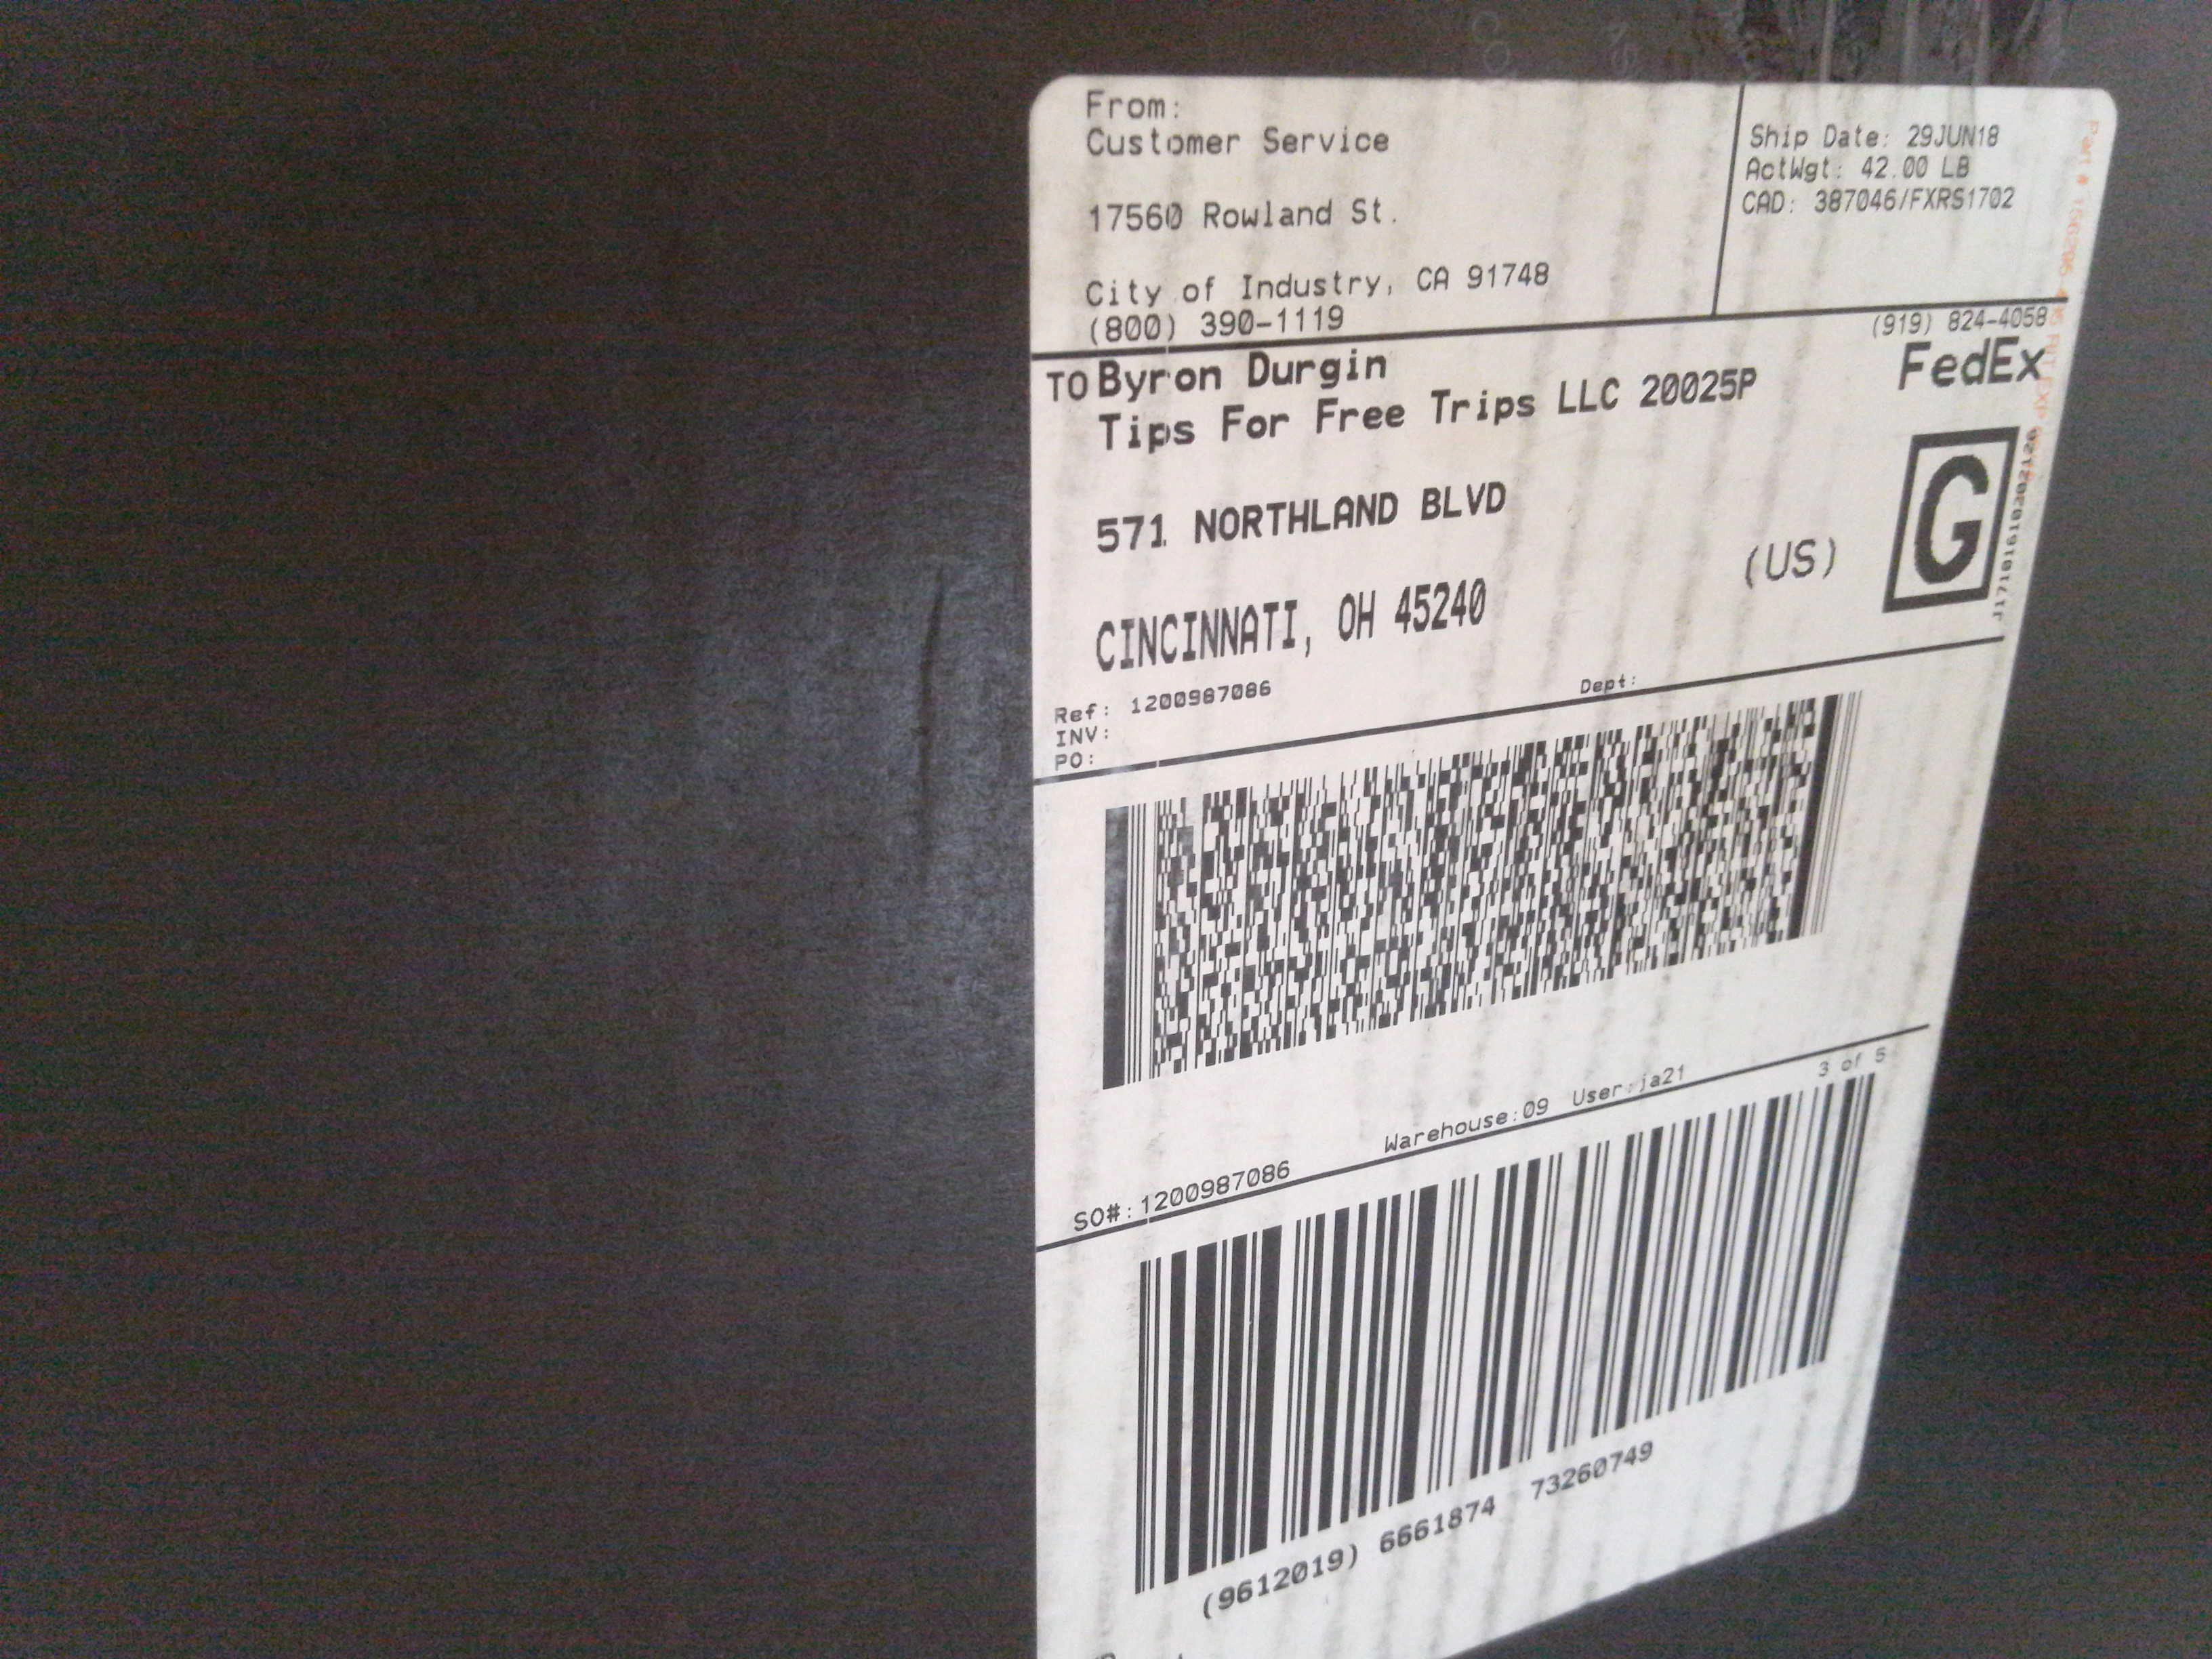 From:
Customer Service
17560 Rowland St.
City of Industry, CA 91748
(800) 390-1119
Ship Date: 29JUN18
ActWgt: 42.00 LB
CAD: 387046/FXRS1702
(919) 824-4058
TO Byron Durgin
Tips For Free Trips LLC 20025P
571 NORTHLAND BLVD
CINCINNATI, OH 45240
(US)
FedEx
G
Ref: 1200987086
INV:
PO:
Dept:
SO#:1200987086 Warehouse:09 User:ja21 3 of 5
(9612019) 6661874 73260749